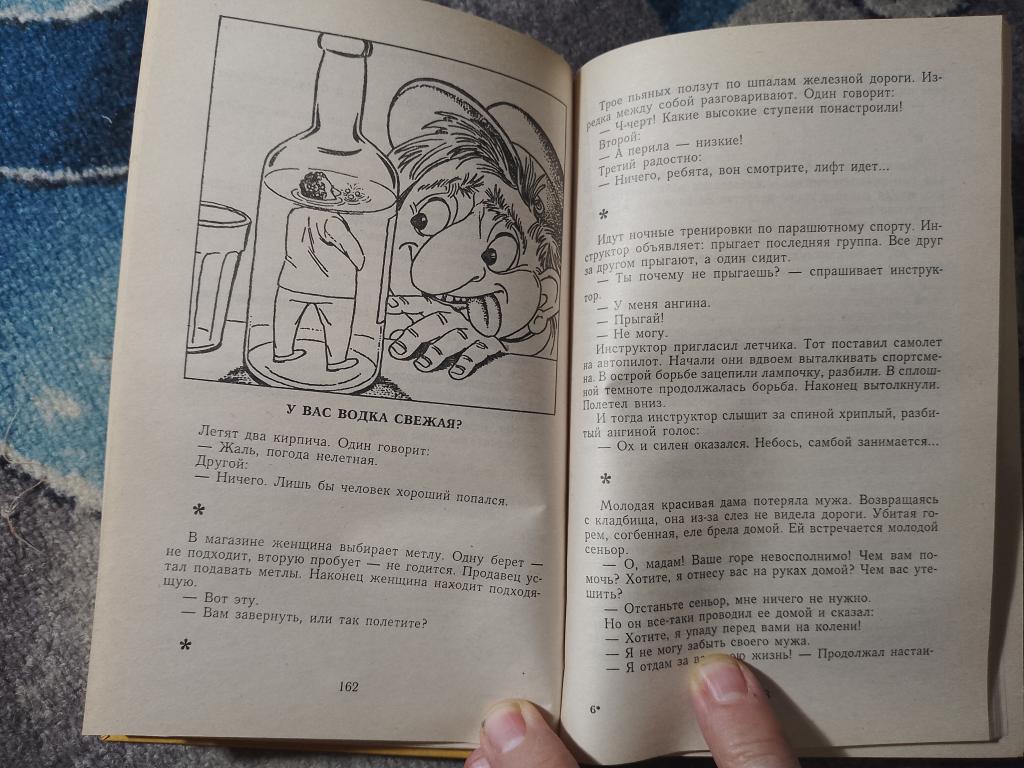 У ВАС ВОДКА СВЕЖАЯ?
Летят два кирпича. Один говорит:
— Жаль, погода нелетная.
Другой:
— Ничего. Лишь бы человек хороший попался.
*
В магазине женщина выбирает метлу. Одну берет —
не подходит, вторую пробует — не годится. Продавец ус-
тал подавать метлы. Наконец женщина находит подходя-
щую.
— Вот эту.
— Вам завернуть, или так полетите?
*
162
Трое пьяных ползут по шпалам железной дороги. Из-
редка между собой разговаривают. Один говорит:
— Ч-черт! Какие высокие ступени понастроили!
Второй:
— А перила — низкие!
Третий радостно:
— Ничего, ребята, вон смотрите, лифт идет...
*
Идут ночные тренировки по парашютному спорту. Ин-
структор объявляет: прыгает последняя группа. Все друг
за другом прыгают, а один сидит.
— Ты почему не прыгаешь? — спрашивает инструк-
тор.
— У меня ангина.
— Прыгай!
— Не могу.
Инструктор пригласил летчика. Тот поставил самолет
на автопилот. Начали они вдвоем выталкивать спортсме-
на. В острой борьбе зацепили лампочку, разбили. В сплош-
ной темноте продолжалась борьба. Наконец вытолкнули.
Полетел вниз.
И тогда инструктор слышит за спиной хриплый, разби-
тый ангиной голос:
— Ох и силен оказался. Небось, самбой занимается...
*
Молодая красивая дама потеряла мужа. Возвращаясь
с кладбища, она из-за слез не видела дороги. Убитая го-
рем, согбенная, еле брела домой. Ей встречается молодой
сеньор.
— О, мадам! Ваше горе невосполнимо! Чем вам по-
мочь? Хотите, я отнесу вас на руках домой? Чем вас уте-
шить?
— Отстаньте сеньор, мне ничего не нужно.
Но он все-таки проводил ее домой и сказал:
— Хотите, я упаду перед вами на колени!
— Я не могу забыть своего мужа.
— Я отдам за жизнь! — Продолжал настаи-
6*